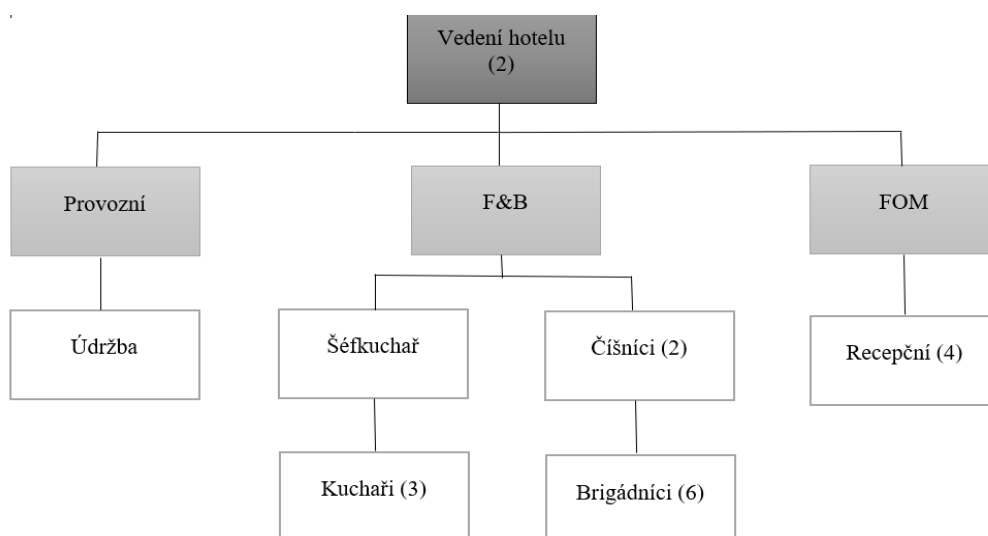 Vedení hotelu
(2)
Provozní
F&B
FOM
Údržba
Šéfkuchař
Číšníci (2)
Recepční (4)
Kuchaři (3)
Brigádníci (6)